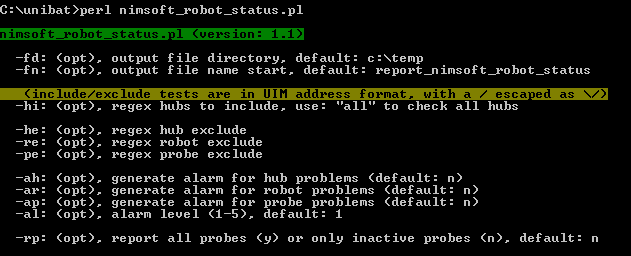 C:\unibat>perl nimsoft_robot_status.pl
nimsoft_robot_status.pl (version: 1.1)
-fd: (opt), output file directory, default: c:\temp
-fn: (opt), output file name start, default: report_nimsoft_robot_status
(include/exclude tests are in UIM address format, with a / escaped as \/)
-hi: (opt), regex hubs to include, use: "all" to check all hubs
-he: (opt), regex hub exclude
-re: (opt), regex robot exclude
-pe: (opt), regex probe exclude
-ah: (opt), generate alarm for hub problems (default: n)
-ar: (opt), generate alarm for robot problems (default: n)
-ap: (opt), generate alarm for probe problems (default: n)
-al: (opt), alarm level (1-5), default: 1
-rp: (opt), report all probes (y) or only inactive probes (n), default: n